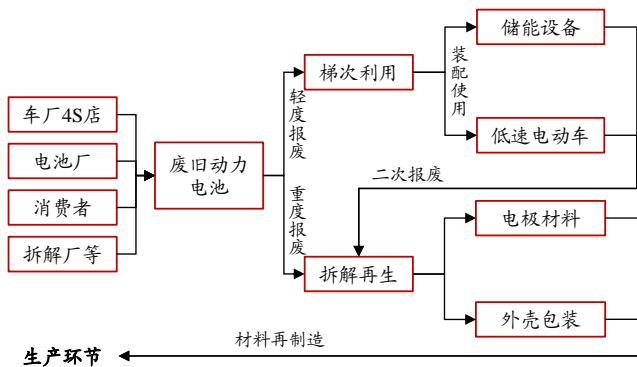 车厂4S店
电池厂
消费者
拆解厂等
废旧动力
电池
轻度报废
重度报废
梯次利用
装配使用
储能设备
低速电动车
二次报废
拆解再生
电极材料
外壳包装
材料再制造
生产环节